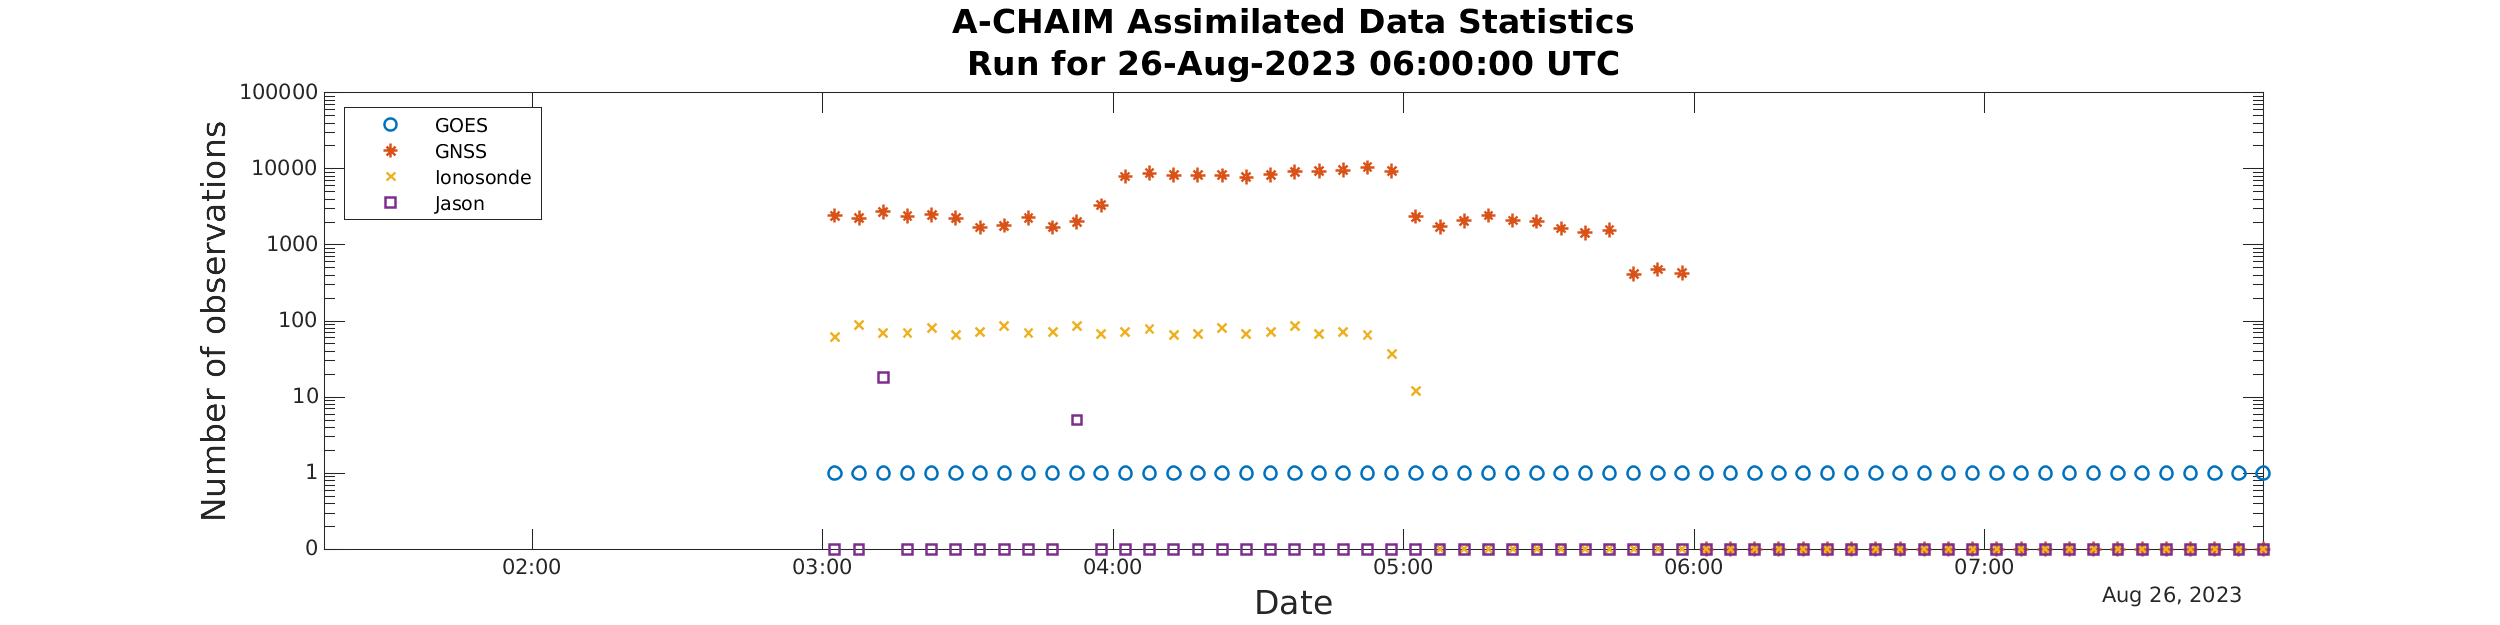 A-CHAIM Assimilated Data Statistics
Run for 26-Aug-2023 06:00:00 UTC
100000
10000
1000
100
10
1
0
Number of observations
GOES
GNSS
Ionosonde
Jason
02:00 03:00 04:00 05:00 06:00 07:00
Aug 26, 2023
Date